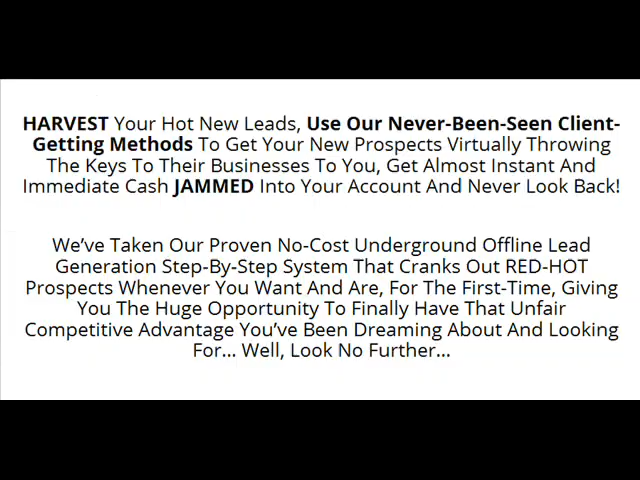 HARVEST Your Hot New Leads, Use Our Never-Been-Seen Client-
Getting Methods To Get Your New Prospects Virtually Throwing
The Keys To Their Businesses To You, Get Almost Instant And
Immediate Cash JAMMED Into Your Account And Never Look Back!
We’ve Taken Our Proven No-Cost Underground Offline Lead
Generation Step-By-Step System That Cranks Out RED-HOT
Prospects Whenever You Want And Are, For The First-Time, Giving
You The Huge Opportunity To Finally Have That Unfair
Competitive Advantage You’ve Been Dreaming About And Looking
For... Well, Look No Further...